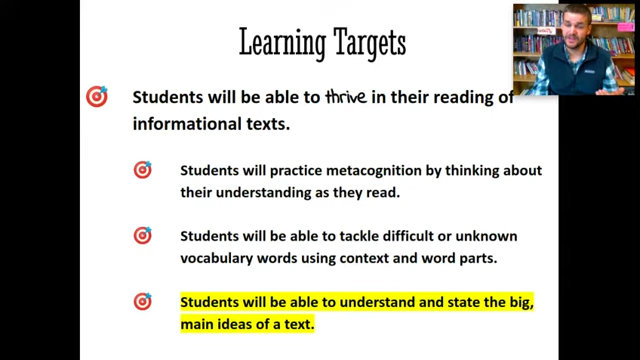 Learning Targets
Students will be able to thrive in their reading of
informational texts.
Students will practice metacognition by thinking about
their understanding as they read.
Students will be able to tackle difficult or unknown
vocabulary words using context and word parts.
Students will be able to understand and state the big,
main ideas of a text.